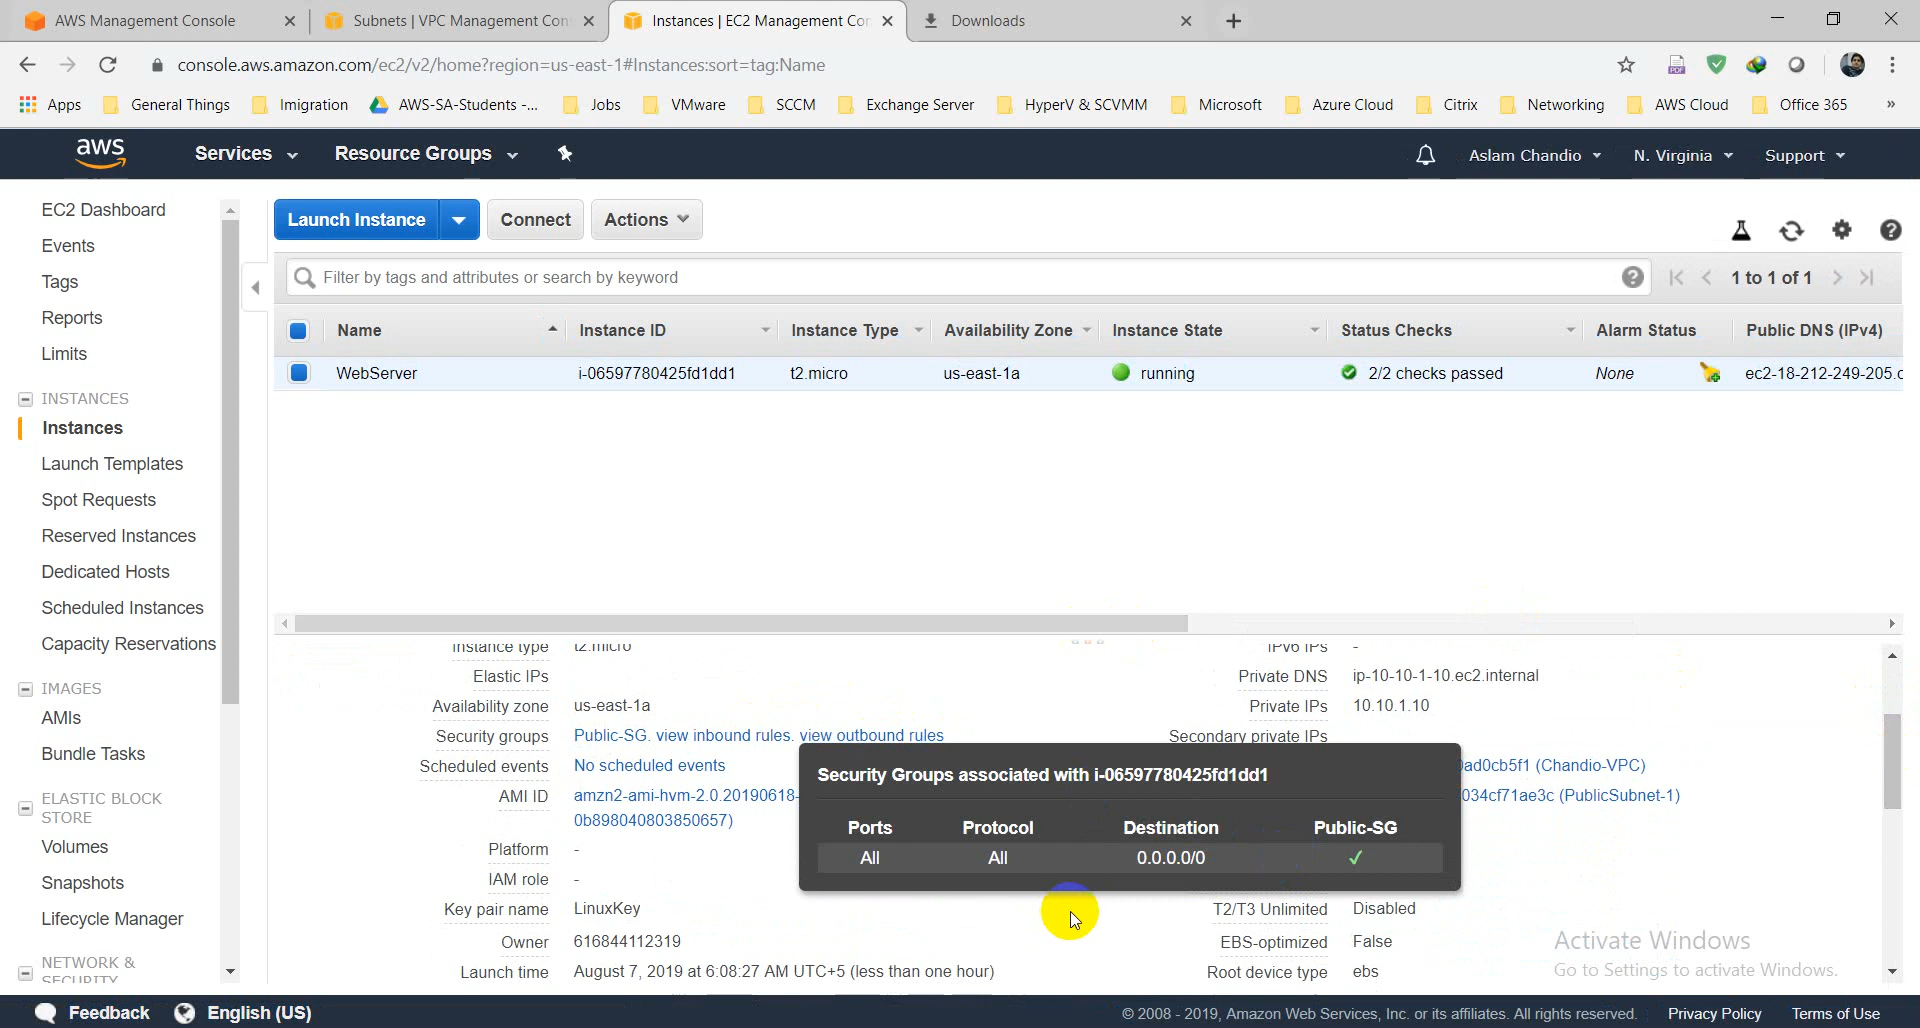 AWS Management Console
Subnets | VPC Management Con
Instances | EC2 Management Co
Downloads
console.aws.amazon.com/ec2/v2/home?region=us-east-1#Instances:sort=tag:Name
Apps General Things Imigration AWS-SA-Students -... Jobs VMware SCCM Exchange Server HyperV & SCVMM Microsoft Azure Cloud Citrix Networking AWS Cloud Office 365 »
aws Services Resource Groups Aslam Chandio N. Virginia Support
EC2 Dashboard
Events
Tags
Reports
Limits
INSTANCES
Instances
Launch Templates
Spot Requests
Reserved Instances
Dedicated Hosts
Scheduled Instances
Capacity Reservations
IMAGES
AMIs
Bundle Tasks
ELASTIC BLOCK
STORE
Volumes
Snapshots
Lifecycle Manager
NETWORK &
SECURITY
Launch Instance Connect Actions
Filter by tags and attributes or search by keyword
1 to 1 of 1
Name Instance ID Instance Type Availability Zone Instance State Status Checks Alarm Status Public DNS (IPv4)
WebServer i-06597780425fd1dd1 t2.micro us-east-1a running 2/2 checks passed None ec2-18-212-249-205.c
Instance type t2.micro IPv6 IPs -
Elastic IPs Private DNS ip-10-10-1-10.ec2.internal
Availability zone us-east-1a Private IPs 10.10.1.10
Security groups Public-SG. view inbound rules. view outbound rules Secondary private IPs
Scheduled events No scheduled events ad0cb5f1 (Chandio-VPC)
AMI ID amzn2-ami-hvm-2.0.20190618- 034cf71ae3c (PublicSubnet-1)
0b898040803850657)
Platform -
IAM role -
Key pair name LinuxKey T2/T3 Unlimited Disabled
Owner 616844112319 EBS-optimized False
Launch time August 7, 2019 at 6:08:27 AM UTC+5 (less than one hour) Root device type ebs
Security Groups associated with i-06597780425fd1dd1
Ports Protocol Destination Public-SG
All All 0.0.0.0/0 ✓
Activate Windows
Go to Settings to activate Windows.
Feedback English (US) © 2008 - 2019, Amazon Web Services, Inc. or its affiliates. All rights reserved. Privacy Policy Terms of Use